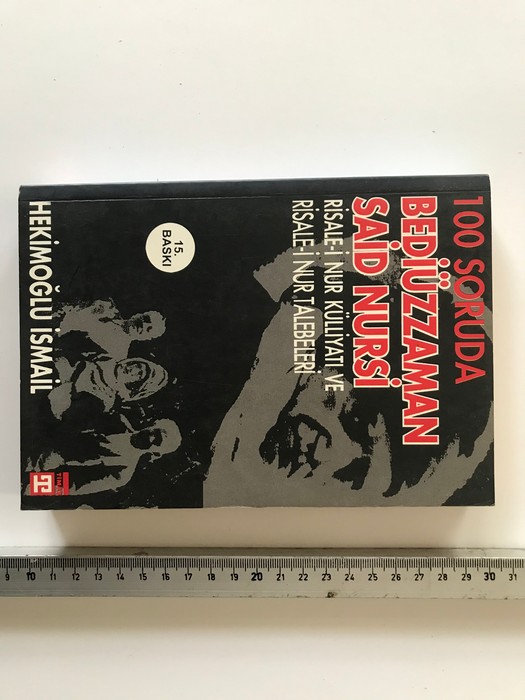 100 SORUDA
BEDİÜZZAMAN
SAİD NURSİ
RİSALE-İ NUR KÜLLİYATI VE
RİSALE-İ NUR TALEBELERİ
15.
BASKI
HEKİMOĞLU İSMAİL
9 10 11 12 13 14 15 16 17 18 19 20 21 22 23 24 25 26 27 28 29 30 31